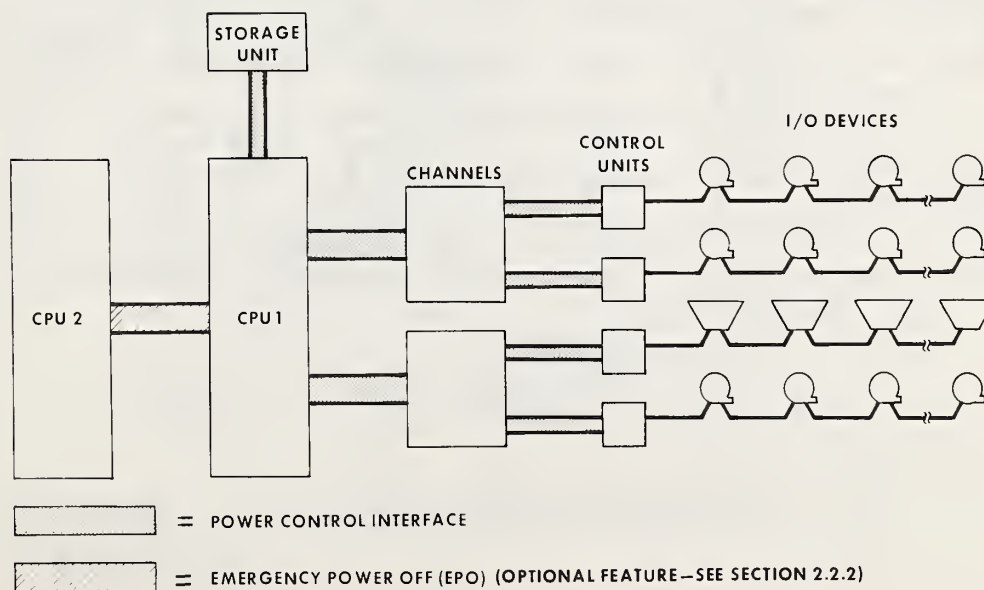 STORAGE
UNIT
I/O DEVICES
CONTROL
UNITS
CHANNELS
CPU 2
CPU 1
= POWER CONTROL INTERFACE
= EMERGENCY POWER OFF (EPO) (OPTIONAL FEATURE—SEE SECTION 2.2.2)